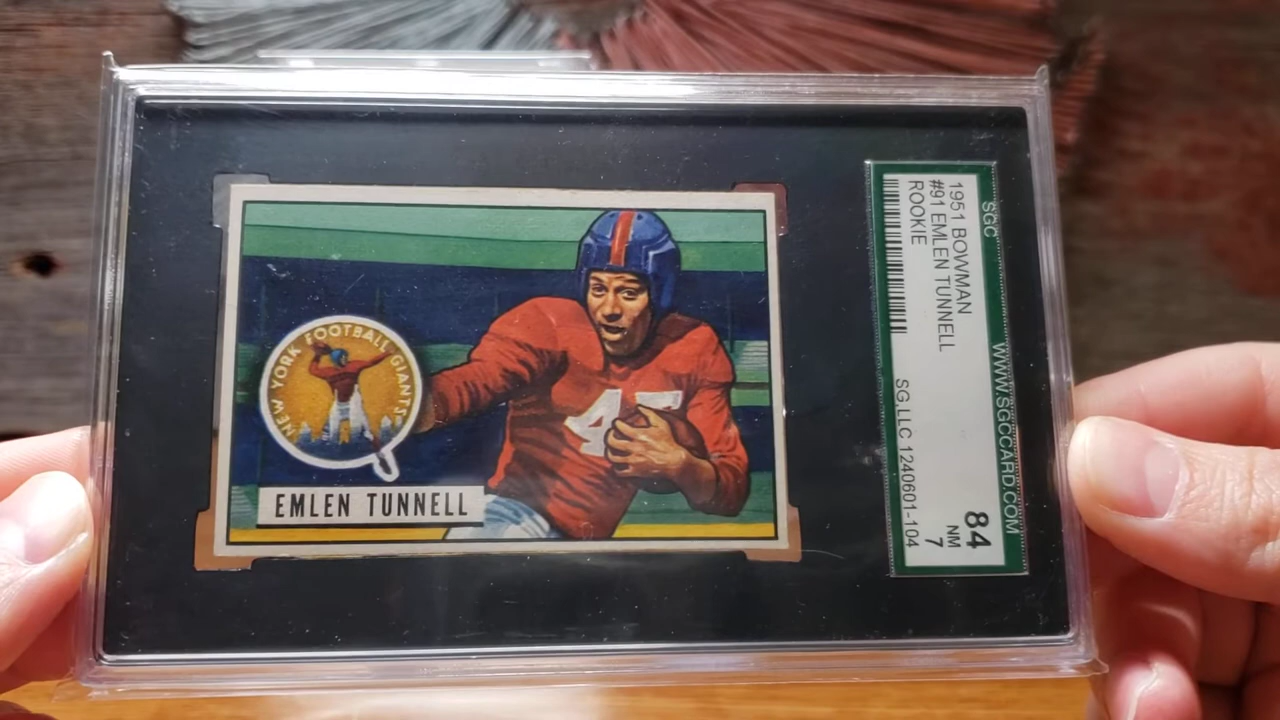 NEW YORK FOOTBALL GIANTS
EMLEN TUNNELL
45
SGC
WWW.SGCCARD.COM
1951 BOWMAN
#91 EMLEN TUNNELL
ROOKIE
SG,LLC 1240601-104
84
NM
7